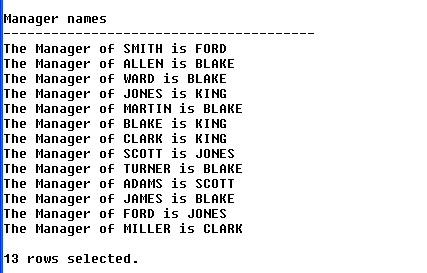 Manager names
---------------------------------------
The Manager of SMITH is FORD
The Manager of ALLEN is BLAKE
The Manager of WARD is BLAKE
The Manager of JONES is KING
The Manager of MARTIN is BLAKE
The Manager of BLAKE is KING
The Manager of CLARK is KING
The Manager of SCOTT is JONES
The Manager of TURNER is BLAKE
The Manager of ADAMS is SCOTT
The Manager of JAMES is BLAKE
The Manager of FORD is JONES
The Manager of MILLER is CLARK
13 rows selected.